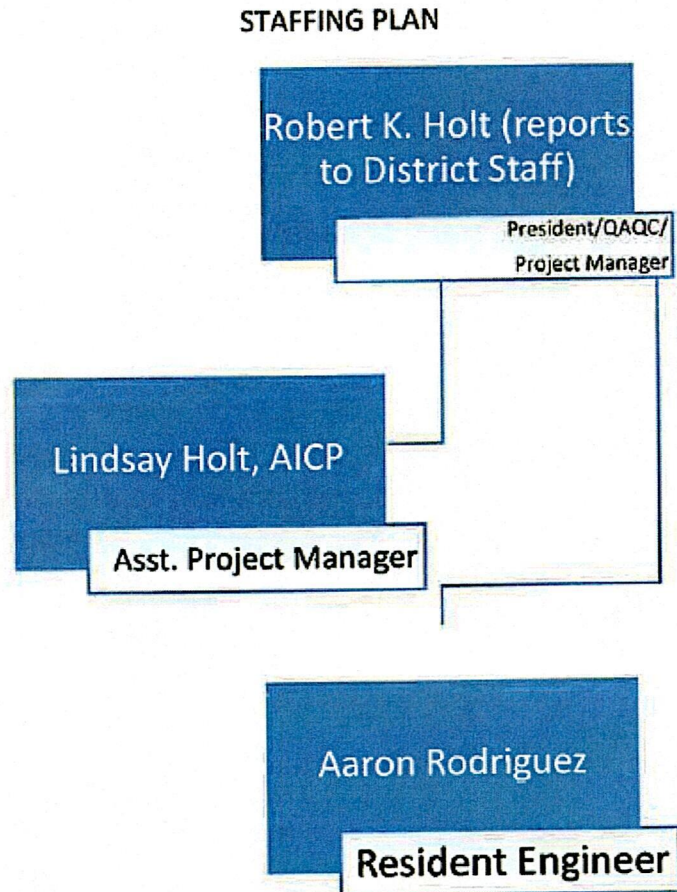 STAFFING PLAN
Robert K. Holt (reports
to District Staff)
President/QAQC/
Project Manager
Lindsay Holt, AICP
Asst. Project Manager
Aaron Rodriguez
Resident Engineer